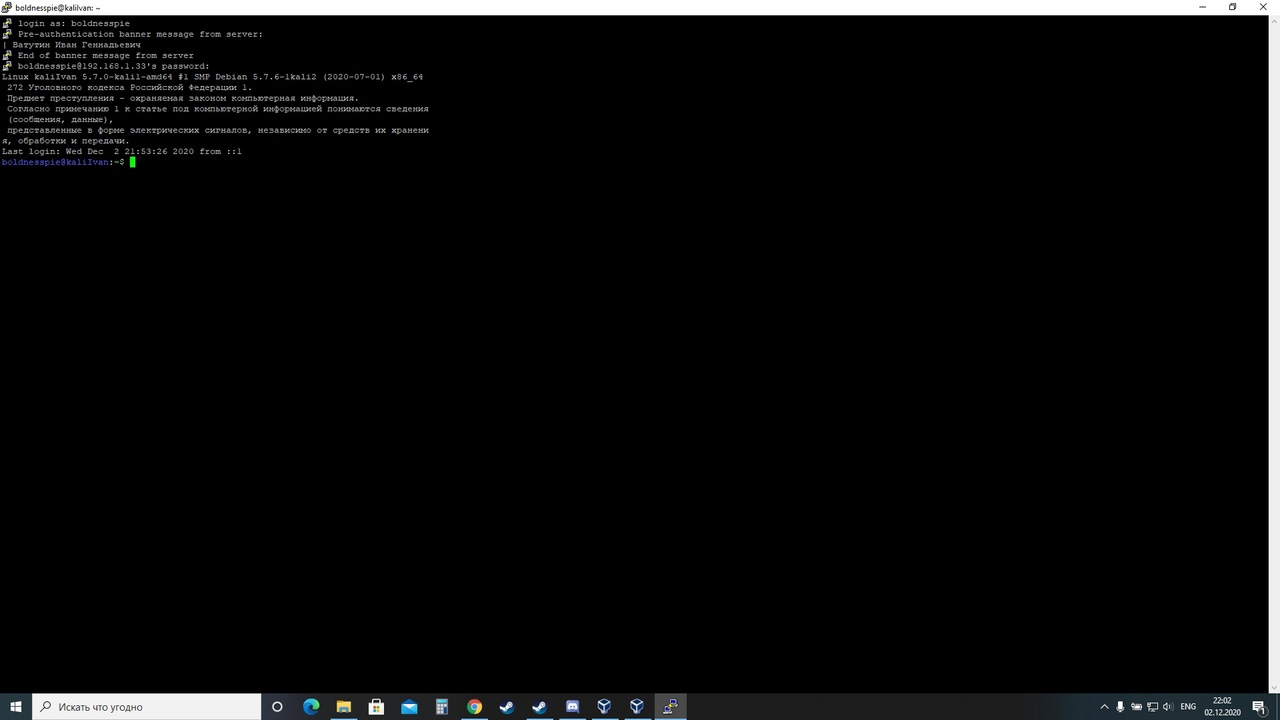 boldnesspie@kaliIvan: ~
login as: boldnesspie
Pre-authentication banner message from server:
| Ватутин Иван Геннадьевич
End of banner message from server
boldnesspie@192.168.1.33's password:
Linux kaliIvan 5.7.0-kali1-amd64 #1 SMP Debian 5.7.6-1kali2 (2020-07-01) x86_64
272 Уголовного кодекса Российской Федерации 1.
Предмет преступления - охраняемая законом компьютерная информация.
Согласно примечанию 1 к статье под компьютерной информацией понимаются сведения
(сообщения, данные),
представленные в форме электрических сигналов, независимо от средств их хранени
я, обработки и передачи.
Last login: Wed Dec  2 21:53:26 2020 from ::1
boldnesspie@kaliIvan:~$
Искать что угодно
ENG
22:02
02.12.2020
1